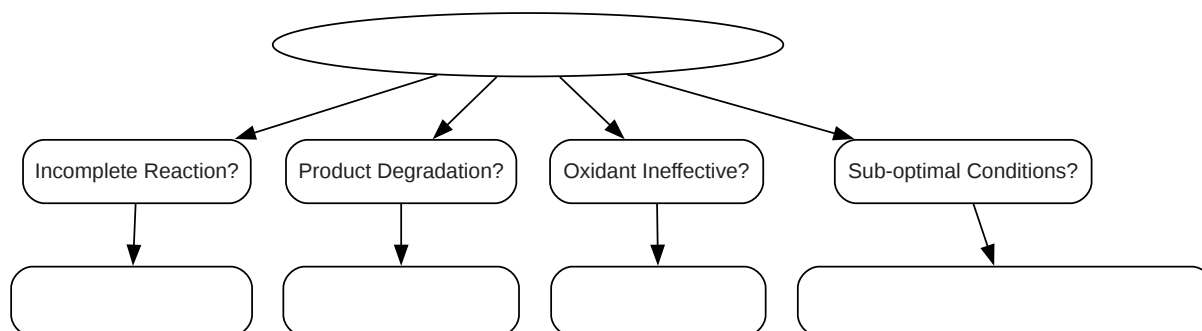 Incomplete Reaction?
Product Degradation?
Oxidant Ineffective?
Sub-optimal Conditions?